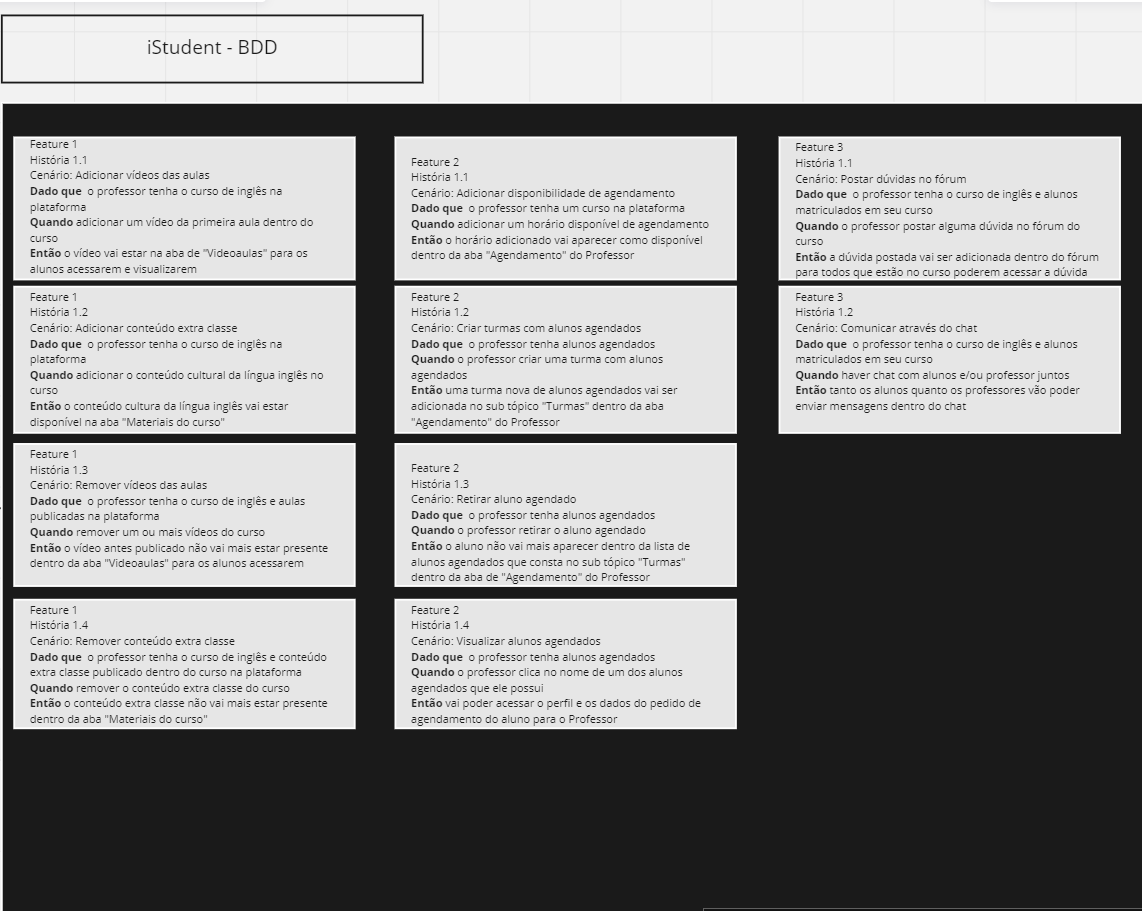 iStudent - BDD
Feature 1
História 1.1
Cenário: Adicionar vídeos das aulas
Dado que o professor tenha o curso de inglês na
plataforma
Quando adicionar um vídeo da primeira aula dentro do
curso
Então o vídeo vai estar na aba de "Videoaulas" para os
alunos acessarem e visualizarem
Feature 1
História 1.2
Cenário: Adicionar conteúdo extra classe
Dado que o professor tenha o curso de inglês na
plataforma
Quando adicionar o conteúdo cultural da língua inglês no
curso
Então o conteúdo cultura da língua inglês vai estar
disponível na aba "Materiais do curso"
Feature 1
História 1.3
Cenário: Remover vídeos das aulas
Dado que o professor tenha o curso de inglês e aulas
publicadas na plataforma
Quando remover um ou mais vídeos do curso
Então o vídeo antes publicado não vai mais estar presente
dentro da aba "Videoaulas" para os alunos acessarem
Feature 1
História 1.4
Cenário: Remover conteúdo extra classe
Dado que o professor tenha o curso de inglês e conteúdo
extra classe publicado dentro do curso na plataforma
Quando remover o conteúdo extra classe do curso
Então o conteúdo extra classe não vai mais estar presente
dentro da aba "Materiais do curso"
Feature 2
História 1.1
Cenário: Adicionar disponibilidade de agendamento
Dado que o professor tenha um curso na plataforma
Quando adicionar um horário disponível de agendamento
Então o horário adicionado vai aparecer como disponível
dentro da aba "Agendamento" do Professor
Feature 2
História 1.2
Cenário: Criar turmas com alunos agendados
Dado que o professor tenha alunos agendados
Quando o professor criar uma turma com alunos
agendados
Então uma turma nova de alunos agendados vai ser
adicionada no sub tópico "Turmas" dentro da aba
"Agendamento" do Professor
Feature 2
História 1.3
Cenário: Retirar aluno agendado
Dado que o professor tenha alunos agendados
Quando o professor retirar o aluno agendado
Então o aluno não vai mais aparecer dentro da lista de
alunos agendados que consta no sub tópico "Turmas"
dentro da aba de "Agendamento" do Professor
Feature 2
História 1.4
Cenário: Visualizar alunos agendados
Dado que o professor tenha alunos agendados
Quando o professor clica no nome de um dos alunos
agendados que ele possui
Então vai poder acessar o perfil e os dados do pedido de
agendamento do aluno para o Professor
Feature 3
História 1.1
Cenário: Postar dúvidas no fórum
Dado que o professor tenha o curso de inglês e alunos
matriculados em seu curso
Quando o professor postar alguma dúvida no fórum do
curso
Então a dúvida postada vai ser adicionada dentro do fórum
para todos que estão no curso poderem acessar a dúvida
Feature 3
História 1.2
Cenário: Comunicar através do chat
Dado que o professor tenha o curso de inglês e alunos
matriculados em seu curso
Quando haver chat com alunos e/ou professor juntos
Então tanto os alunos quanto os professores vão poder
enviar mensagens dentro do chat